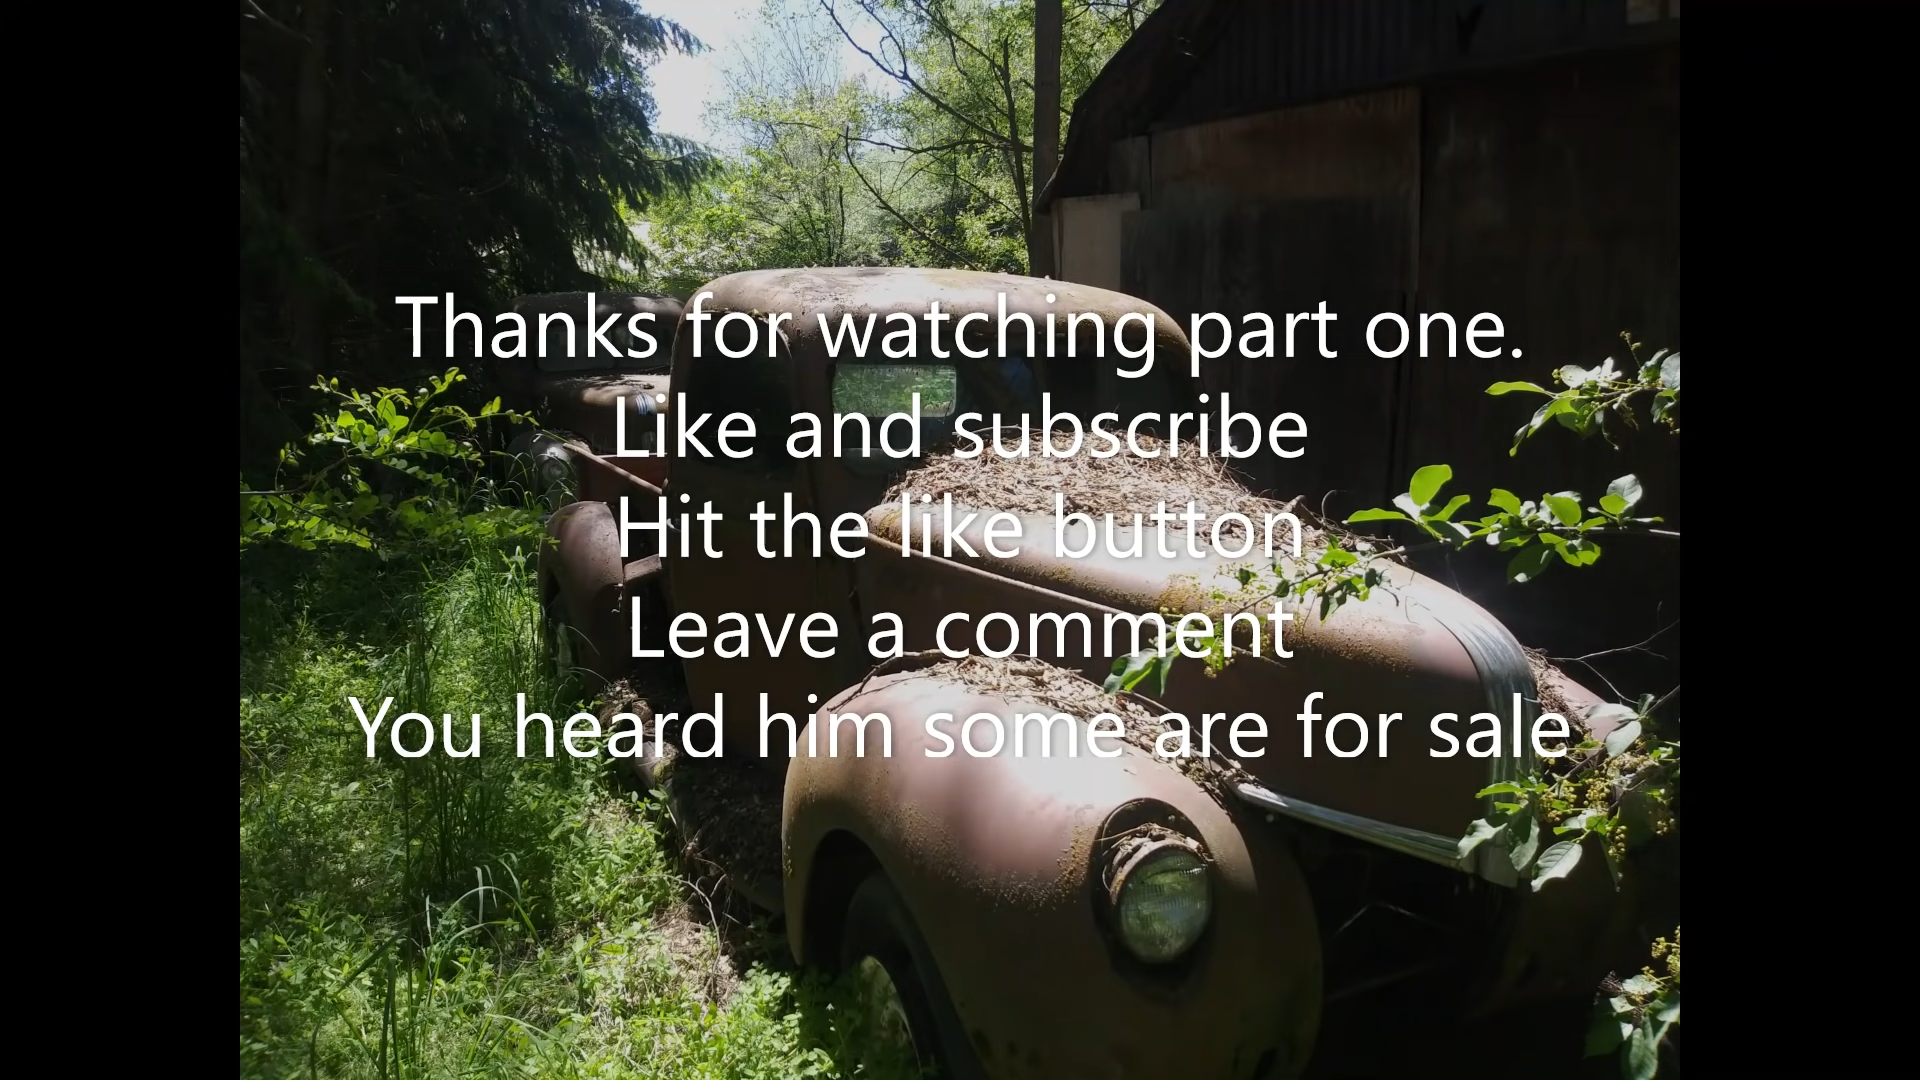 Thanks for watching part one.
Like and subscribe
Hit the like button
Leave a comment
You heard him some are for sale